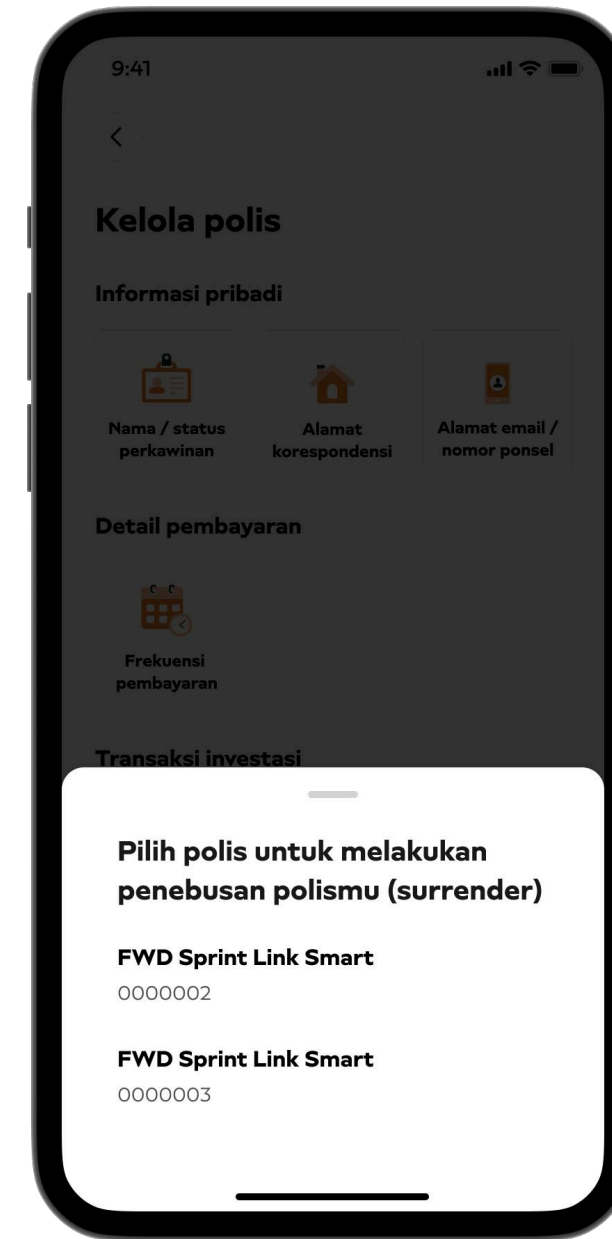 9:41
Kelola polis
Informasi pribadi
Nama / status
perkawinan
Alamat
korespondensi
Alamat email /
nomor ponsel
Detail pembayaran
Frekuensi
pembayaran
Transaksi investasi
Pilih polis untuk melakukan
penebusan polismu (surrender)
FWD Sprint Link Smart
0000002
FWD Sprint Link Smart
0000003